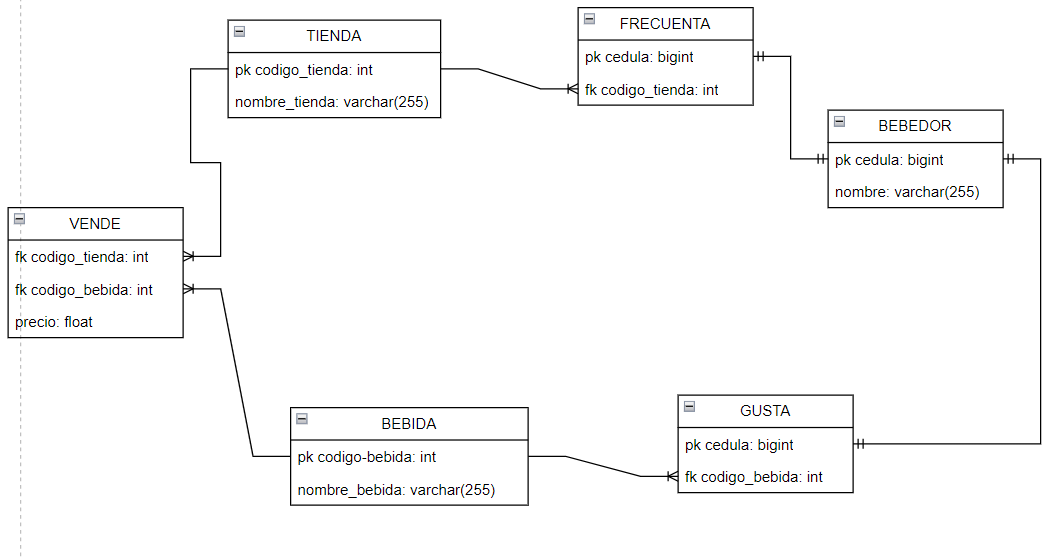 TIENDA
pk codigo_tienda: int
nombre_tienda: varchar(255)
FRECUENTA
pk cedula: bigint
fk codigo_tienda: int
BEBEDOR
pk cedula: bigint
nombre: varchar(255)
VENDE
fk codigo_tienda: int
fk codigo_bebida: int
precio: float
BEBIDA
pk codigo-bebida: int
nombre_bebida: varchar(255)
GUSTA
pk cedula: bigint
fk codigo_bebida: int